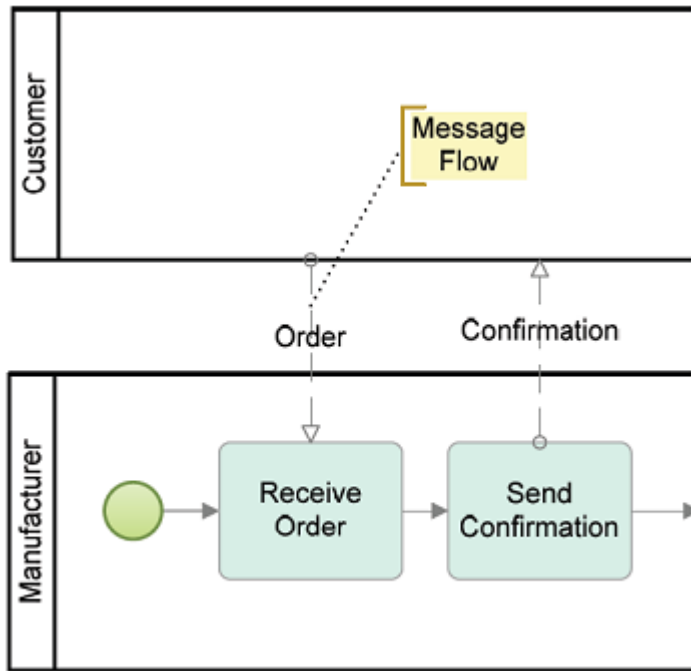 Customer
Message
Flow
Order
Confirmation
Manufacturer
Receive
Order
Send
Confirmation